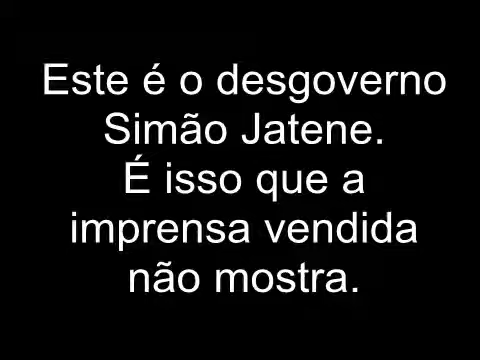 Este é o desgoverno
Simão Jatene.
É isso que a
imprensa vendida
não mostra.